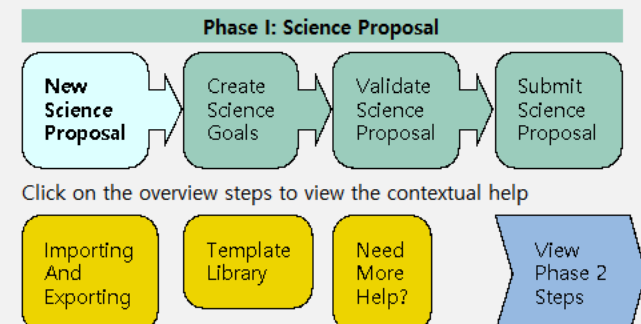 Phase I: Science Proposal
New
Science
Proposal
Create
Science
Goals
Validate
Science
Proposal
Submit
Science
Proposal
Click on the overview steps to view the contextual help
Importing
And
Exporting
Template
Library
Need
More
Help?
View
Phase 2
Steps